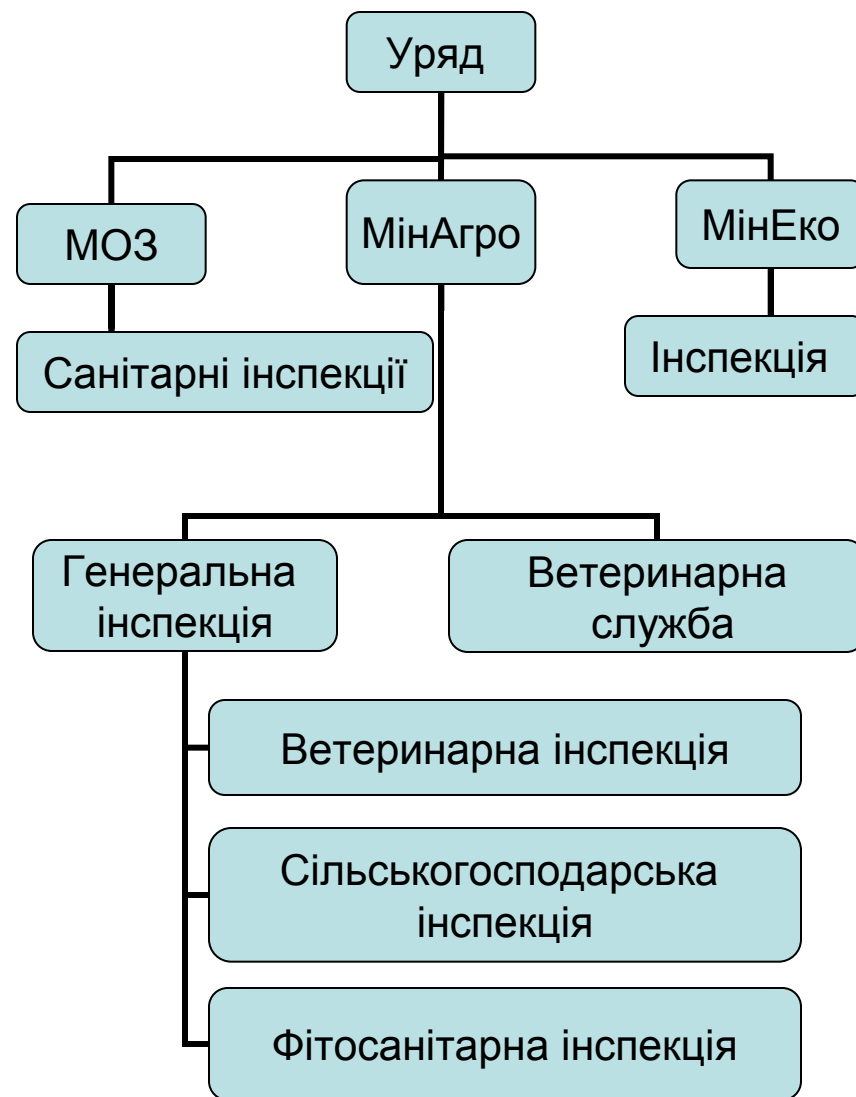 Уряд
МОЗ
МінАгро
МінЕко
Санітарні інспекції
Інспекція
Генеральна
інспекція
Ветеринарна
служба
Ветеринарна інспекція
Сільськогосподарська
інспекція
Фітосанітарна інспекція